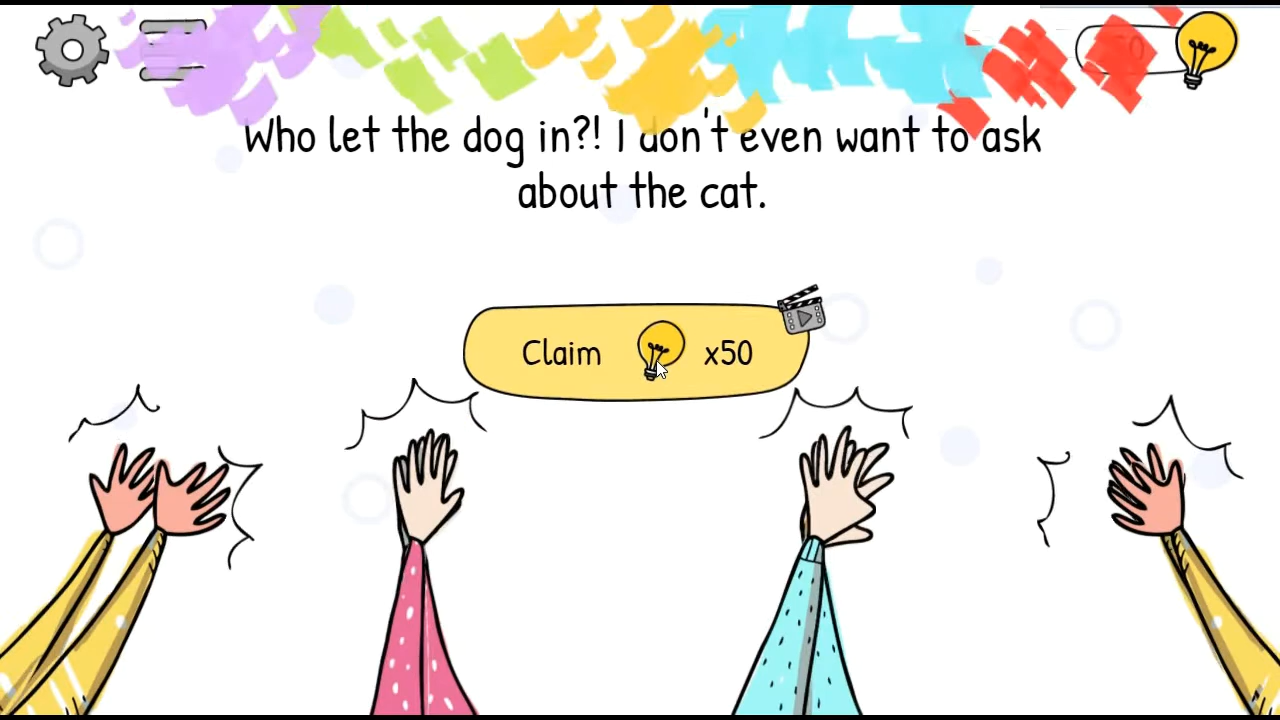 Who let the dog in?! I don't even want to ask
about the cat.
Claim x50